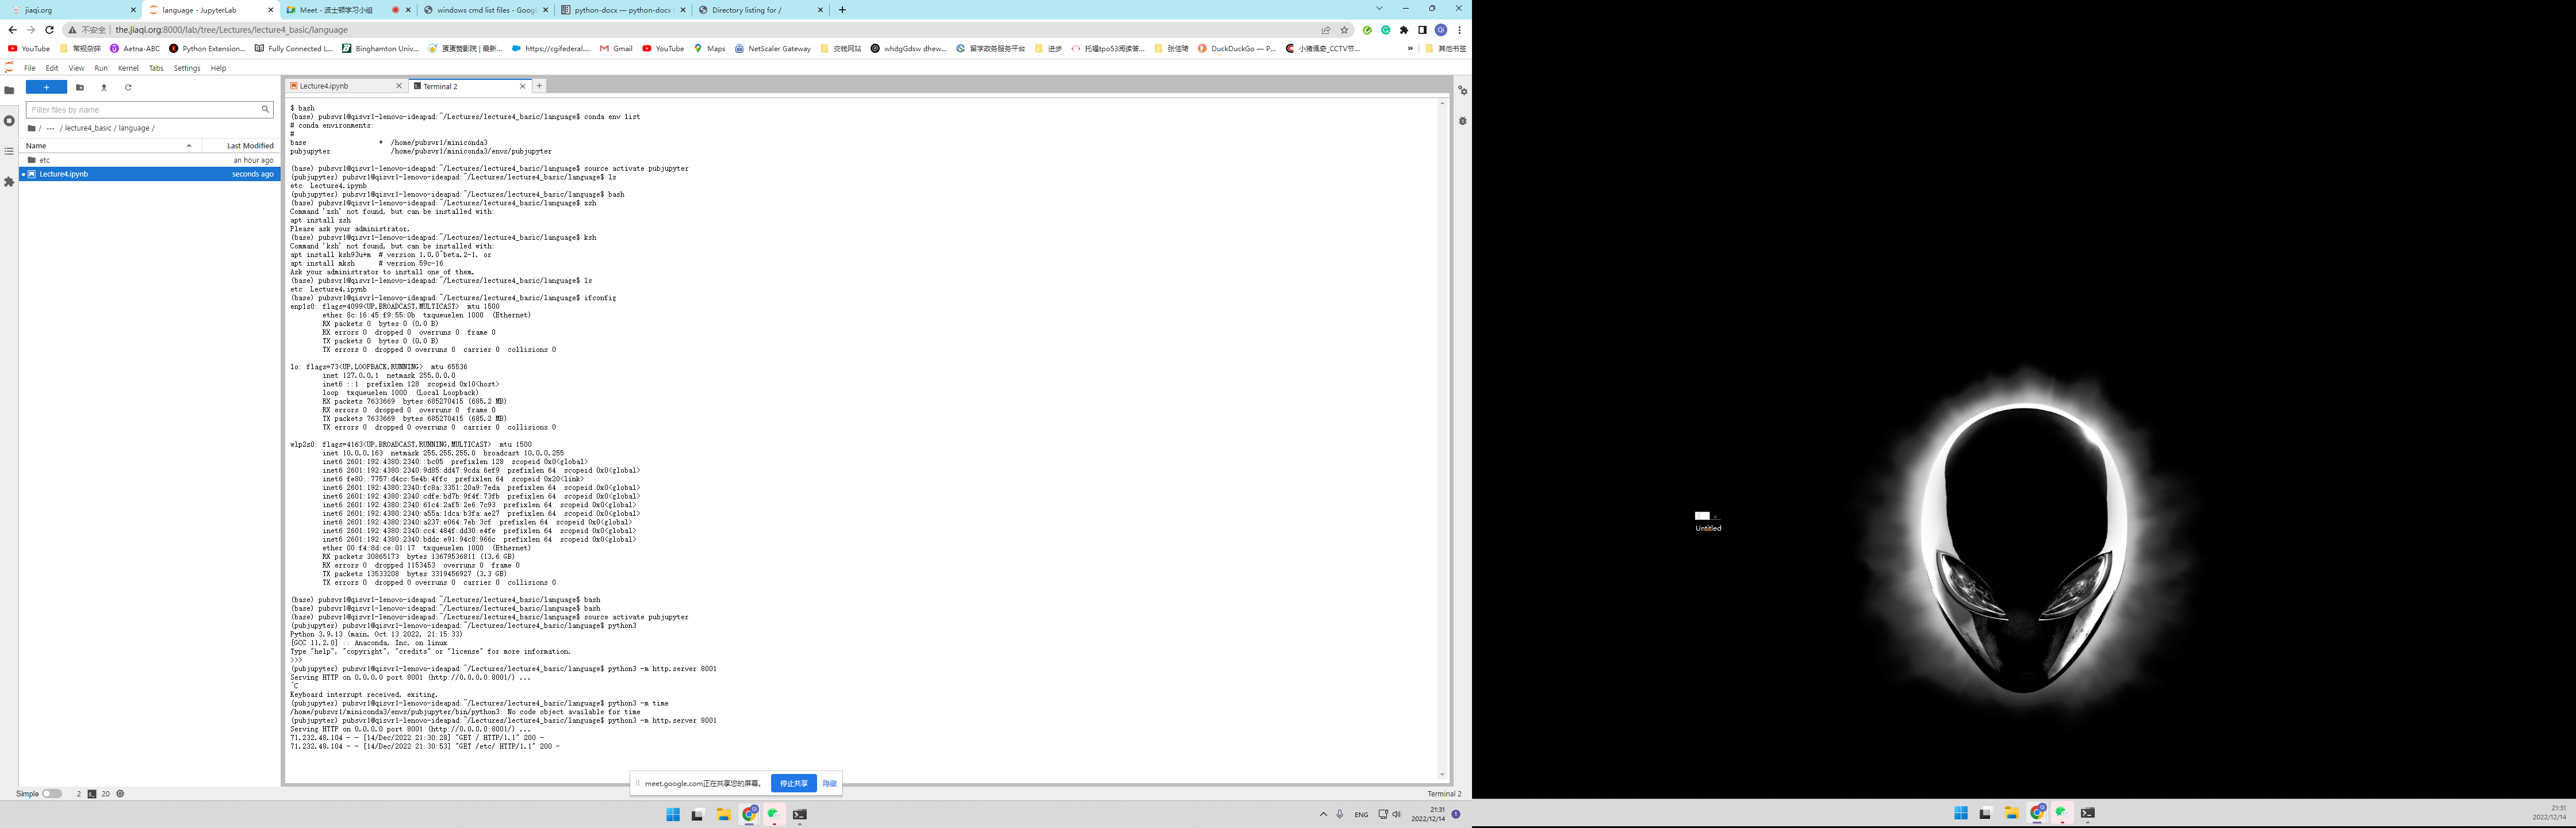 jiaqi.org
language - JupyterLab
Meet - 波士顿学习小组
windows cmd list files - Googl
python-docx — python-docx
Directory listing for /
不安全 | the.jiaqi.org:8000/lab/tree/Lectures/lecture4_basic/language
YouTube 常规杂碎 Aetna-ABC Python Extension... Fully Connected L... Binghamton Univ... 蛋蛋赞影院 | 最新... https://cgifederal.... Gmail YouTube Maps NetScaler Gateway 交钱网站 whdgGdsw dhew... 留学政务服务平台 进步 托福tpo53阅读答... 张佳琦 DuckDuckGo — P... 小猪佩奇_CCTV节... » 其他书签
File Edit View Run Kernel Tabs Settings Help
Filter files by name
/ ··· / lecture4_basic / language /
Name Last Modified
etc an hour ago
Lecture4.ipynb seconds ago
Lecture4.ipynb
Terminal 2
$ bash
(base) pubsvr1@qisvr1-lenovo-ideapad:~/Lectures/lecture4_basic/language$ conda env list
# conda environments:
#
base * /home/pubsvr1/miniconda3
pubjupyter /home/pubsvr1/miniconda3/envs/pubjupyter
(base) pubsvr1@qisvr1-lenovo-ideapad:~/Lectures/lecture4_basic/language$ source activate pubjupyter
(pubjupyter) pubsvr1@qisvr1-lenovo-ideapad:~/Lectures/lecture4_basic/language$ ls
etc Lecture4.ipynb
(pubjupyter) pubsvr1@qisvr1-lenovo-ideapad:~/Lectures/lecture4_basic/language$ bash
(base) pubsvr1@qisvr1-lenovo-ideapad:~/Lectures/lecture4_basic/language$ zsh
Command 'zsh' not found, but can be installed with:
apt install zsh
Please ask your administrator.
(base) pubsvr1@qisvr1-lenovo-ideapad:~/Lectures/lecture4_basic/language$ ksh
Command 'ksh' not found, but can be installed with:
apt install ksh93u+m # version 1.0.0~beta.2-1, or
apt install mksh # version 59c-16
Ask your administrator to install one of them.
(base) pubsvr1@qisvr1-lenovo-ideapad:~/Lectures/lecture4_basic/language$ ls
etc Lecture4.ipynb
(base) pubsvr1@qisvr1-lenovo-ideapad:~/Lectures/lecture4_basic/language$ ifconfig
enp1s0: flags=4099<UP,BROADCAST,MULTICAST> mtu 1500
ether 8c:16:45:f9:55:0b txqueuelen 1000 (Ethernet)
RX packets 0 bytes 0 (0.0 B)
RX errors 0 dropped 0 overruns 0 frame 0
TX packets 0 bytes 0 (0.0 B)
TX errors 0 dropped 0 overruns 0 carrier 0 collisions 0
lo: flags=73<UP,LOOPBACK,RUNNING> mtu 65536
inet 127.0.0.1 netmask 255.0.0.0
inet6 ::1 prefixlen 128 scopeid 0x10<host>
loop txqueuelen 1000 (Local Loopback)
RX packets 7633669 bytes 685270415 (685.2 MB)
RX errors 0 dropped 0 overruns 0 frame 0
TX packets 7633669 bytes 685270415 (685.2 MB)
TX errors 0 dropped 0 overruns 0 carrier 0 collisions 0
wlp2s0: flags=4163<UP,BROADCAST,RUNNING,MULTICAST> mtu 1500
inet 10.0.0.163 netmask 255.255.255.0 broadcast 10.0.0.255
inet6 2601:192:4380:2340::bc05 prefixlen 128 scopeid 0x0<global>
inet6 2601:192:4380:2340:9d85:dd47:9cda:6ef9 prefixlen 64 scopeid 0x0<global>
inet6 fe80::7757:d4cc:5e4b:4ffc prefixlen 64 scopeid 0x20<link>
inet6 2601:192:4380:2340:fc8a:3351:20a9:7eda prefixlen 64 scopeid 0x0<global>
inet6 2601:192:4380:2340:cdfe:bd7b:9f4f:73fb prefixlen 64 scopeid 0x0<global>
inet6 2601:192:4380:2340:61c4:2af5:2e6:7c93 prefixlen 64 scopeid 0x0<global>
inet6 2601:192:4380:2340:a55a:1dca:b3fa:ae27 prefixlen 64 scopeid 0x0<global>
inet6 2601:192:4380:2340:a237:e064:7eb:3cf prefixlen 64 scopeid 0x0<global>
inet6 2601:192:4380:2340:cc4:484f:dd30:e4fe prefixlen 64 scopeid 0x0<global>
inet6 2601:192:4380:2340:bddc:e91:94c8:966c prefixlen 64 scopeid 0x0<global>
ether 00:f4:8d:ce:01:17 txqueuelen 1000 (Ethernet)
RX packets 30865173 bytes 13679536811 (13.6 GB)
RX errors 0 dropped 1153453 overruns 0 frame 0
TX packets 13533208 bytes 3319456927 (3.3 GB)
TX errors 0 dropped 0 overruns 0 carrier 0 collisions 0
(base) pubsvr1@qisvr1-lenovo-ideapad:~/Lectures/lecture4_basic/language$ bash
(base) pubsvr1@qisvr1-lenovo-ideapad:~/Lectures/lecture4_basic/language$ bash
(base) pubsvr1@qisvr1-lenovo-ideapad:~/Lectures/lecture4_basic/language$ source activate pubjupyter
(pubjupyter) pubsvr1@qisvr1-lenovo-ideapad:~/Lectures/lecture4_basic/language$ python3
Python 3.9.13 (main, Oct 13 2022, 21:15:33)
[GCC 11.2.0] :: Anaconda, Inc. on linux
Type "help", "copyright", "credits" or "license" for more information.
>>>
(pubjupyter) pubsvr1@qisvr1-lenovo-ideapad:~/Lectures/lecture4_basic/language$ python3 -m http.server 8001
Serving HTTP on 0.0.0.0 port 8001 (http://0.0.0.0:8001/) ...
^C
Keyboard interrupt received, exiting.
(pubjupyter) pubsvr1@qisvr1-lenovo-ideapad:~/Lectures/lecture4_basic/language$ python3 -m time
/home/pubsvr1/miniconda3/envs/pubjupyter/bin/python3: No code object available for time
(pubjupyter) pubsvr1@qisvr1-lenovo-ideapad:~/Lectures/lecture4_basic/language$ python3 -m http.server 8001
Serving HTTP on 0.0.0.0 port 8001 (http://0.0.0.0:8001/) ...
71.232.48.104 - - [14/Dec/2022 21:30:28] "GET / HTTP/1.1" 200 -
71.232.48.104 - - [14/Dec/2022 21:30:53] "GET /etc/ HTTP/1.1" 200 -
meet.google.com正在共享您的屏幕。 停止共享 隐藏
Simple 2 20
Terminal 2
ENG
21:31
2022/12/14
1
Untitled
21:31
2022/12/14